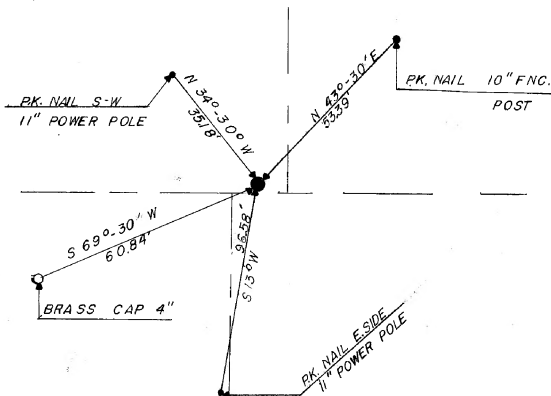 N 34°-30° W
35.18'
N 43°-30' E
53.39'
P.K. NAIL S-W
11" POWER POLE
P.K. NAIL 10" FNC.
POST
S 69°-30' W
60.84'
96.58'
S 13° W
BRASS CAP 4"
P.K. NAIL E. SIDE
11" POWER POLE